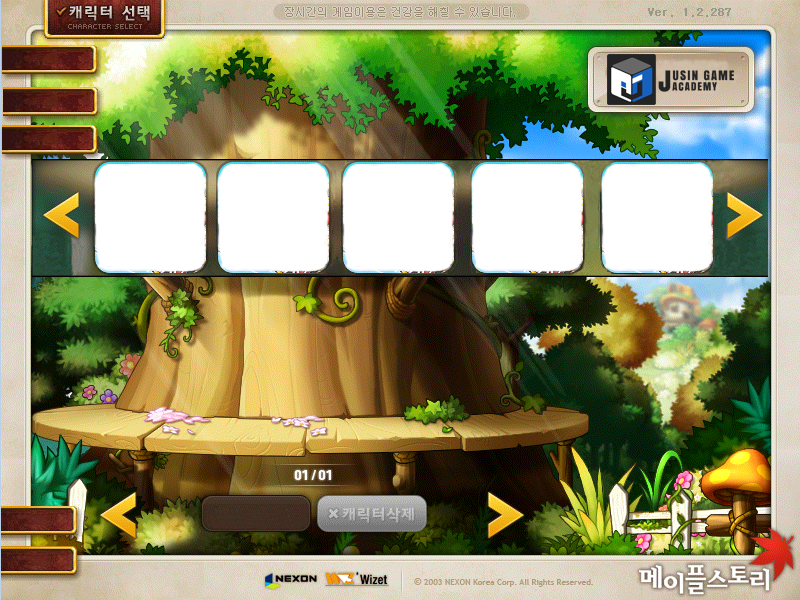 ✓캐릭터 선택
CHARACTER SELECT
장시간의 게임이용은 건강을 해칠 수 있습니다.
Ver. 1.2.287
JUSIN GAME
ACADEMY
01/01
×캐릭터삭제
NEXON
Wizet
© 2003 NEXON Korea Corp. All Rights Reserved.
메이플스토리